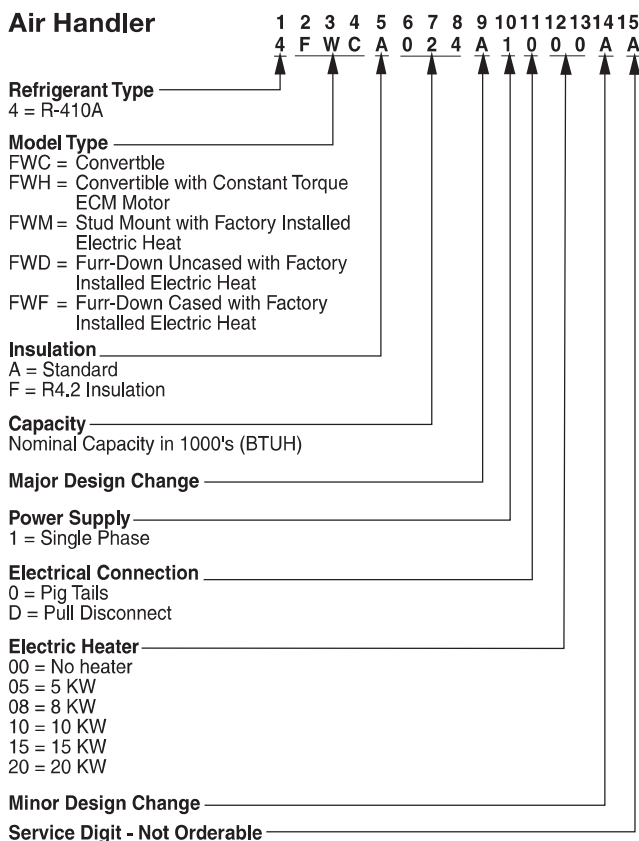 Air Handler
1 2 3 4 5 6 7 8 9 10 11 12 13 14 15
4 F W C A 0 2 4 A 1 0 0 0 A A
Refrigerant Type
4 = R-410A
Model Type
FWC = Convertble
FWH = Convertible with Constant Torque
ECM Motor
FWM = Stud Mount with Factory Installed
Electric Heat
FWD = Furr-Down Uncased with Factory
Installed Electric Heat
FWF = Furr-Down Cased with Factory
Installed Electric Heat
Insulation
A = Standard
F = R4.2 Insulation
Capacity
Nominal Capacity in 1000's (BTUH)
Major Design Change
Power Supply
1 = Single Phase
Electrical Connection
0 = Pig Tails
D = Pull Disconnect
Electric Heater
00 = No heater
05 = 5 KW
08 = 8 KW
10 = 10 KW
15 = 15 KW
20 = 20 KW
Minor Design Change
Service Digit - Not Orderable